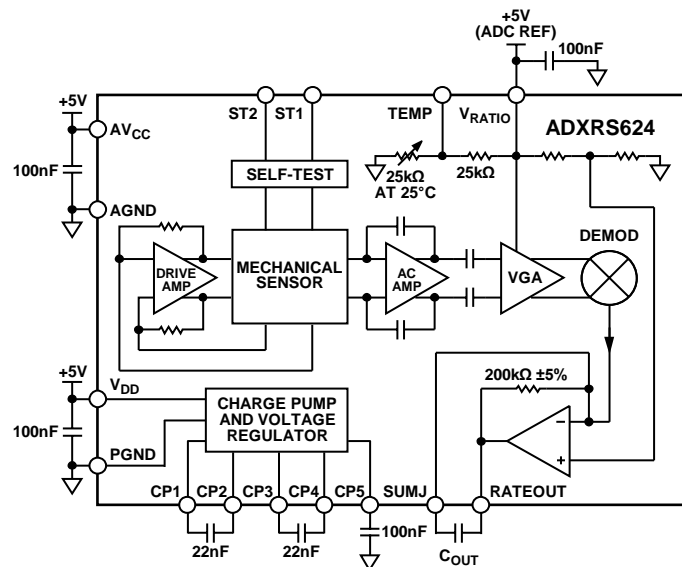 +5V
(ADC REF)
100nF
+5V
AVCC
100nF
AGND
ST2
ST1
TEMP
VRATIO
ADXRS624
25kΩ
AT 25°C
25kΩ
SELF-TEST
DRIVE
AMP
MECHANICAL
SENSOR
AC
AMP
VGA
DEMOD
+5V
VDD
100nF
PGND
CHARGE PUMP
AND VOLTAGE
REGULATOR
200kΩ ±5%
–
+
CP1
CP2
CP3
CP4
CP5
SUMJ
RATEOUT
22nF
22nF
100nF
COUT